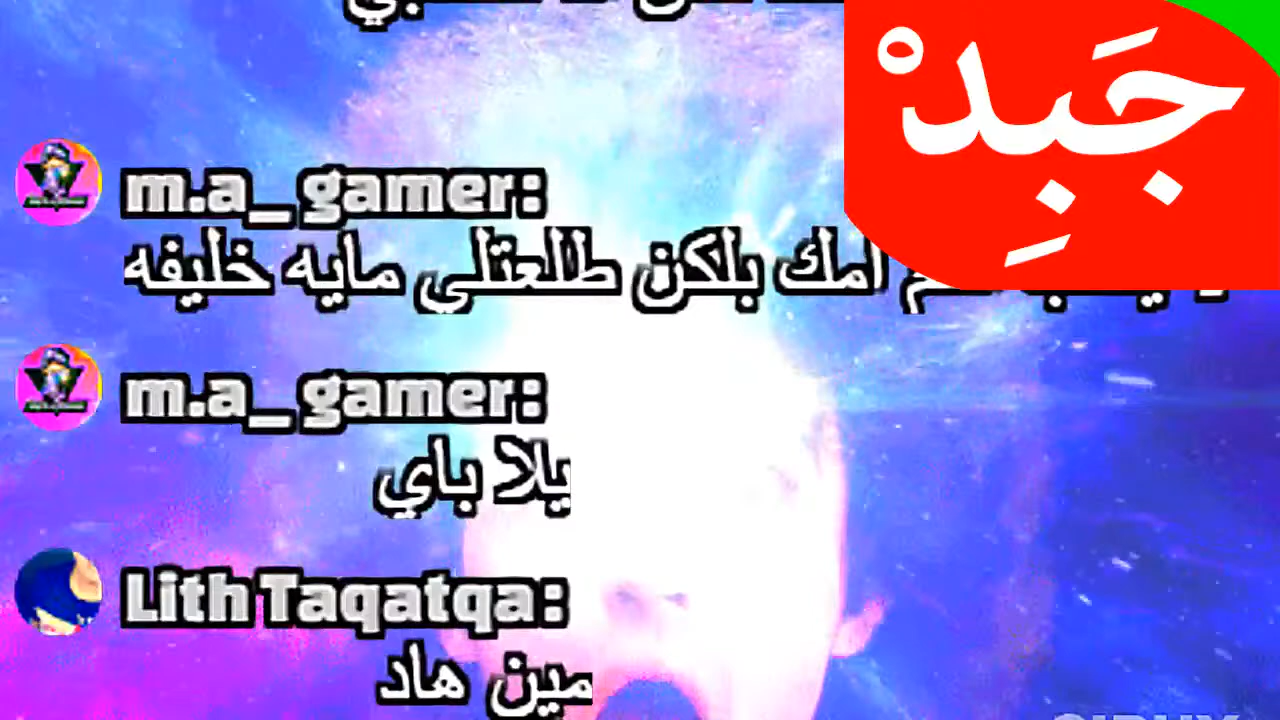 جَبِدْ
m.a_gamer:
امك بلكن طلعتلي مايه خليفه
m.a_gamer:
يلا باي
Lith Taqatqa:
مين هاد